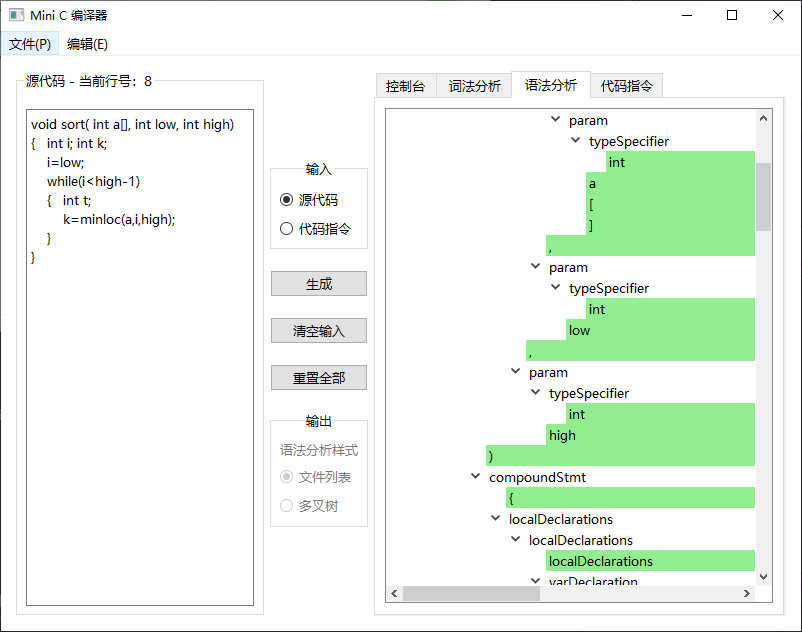 Mini C 编译器
文件(P) 编辑(E)
源代码 - 当前行号：8
void sort( int a[], int low, int high)
{ int i; int k;
i=low;
while(i<high-1)
{ int t;
k=minloc(a,i,high);
}
}
输入
源代码
代码指令
生成
清空输入
重置全部
输出
语法分析样式
文件列表
多叉树
控制台 词法分析 语法分析 代码指令
param
typeSpecifier
int
a
[
]
,
param
typeSpecifier
int
low
,
param
typeSpecifier
int
high
)
compoundStmt
{
localDeclarations
localDeclarations
localDeclarations
varDeclaration